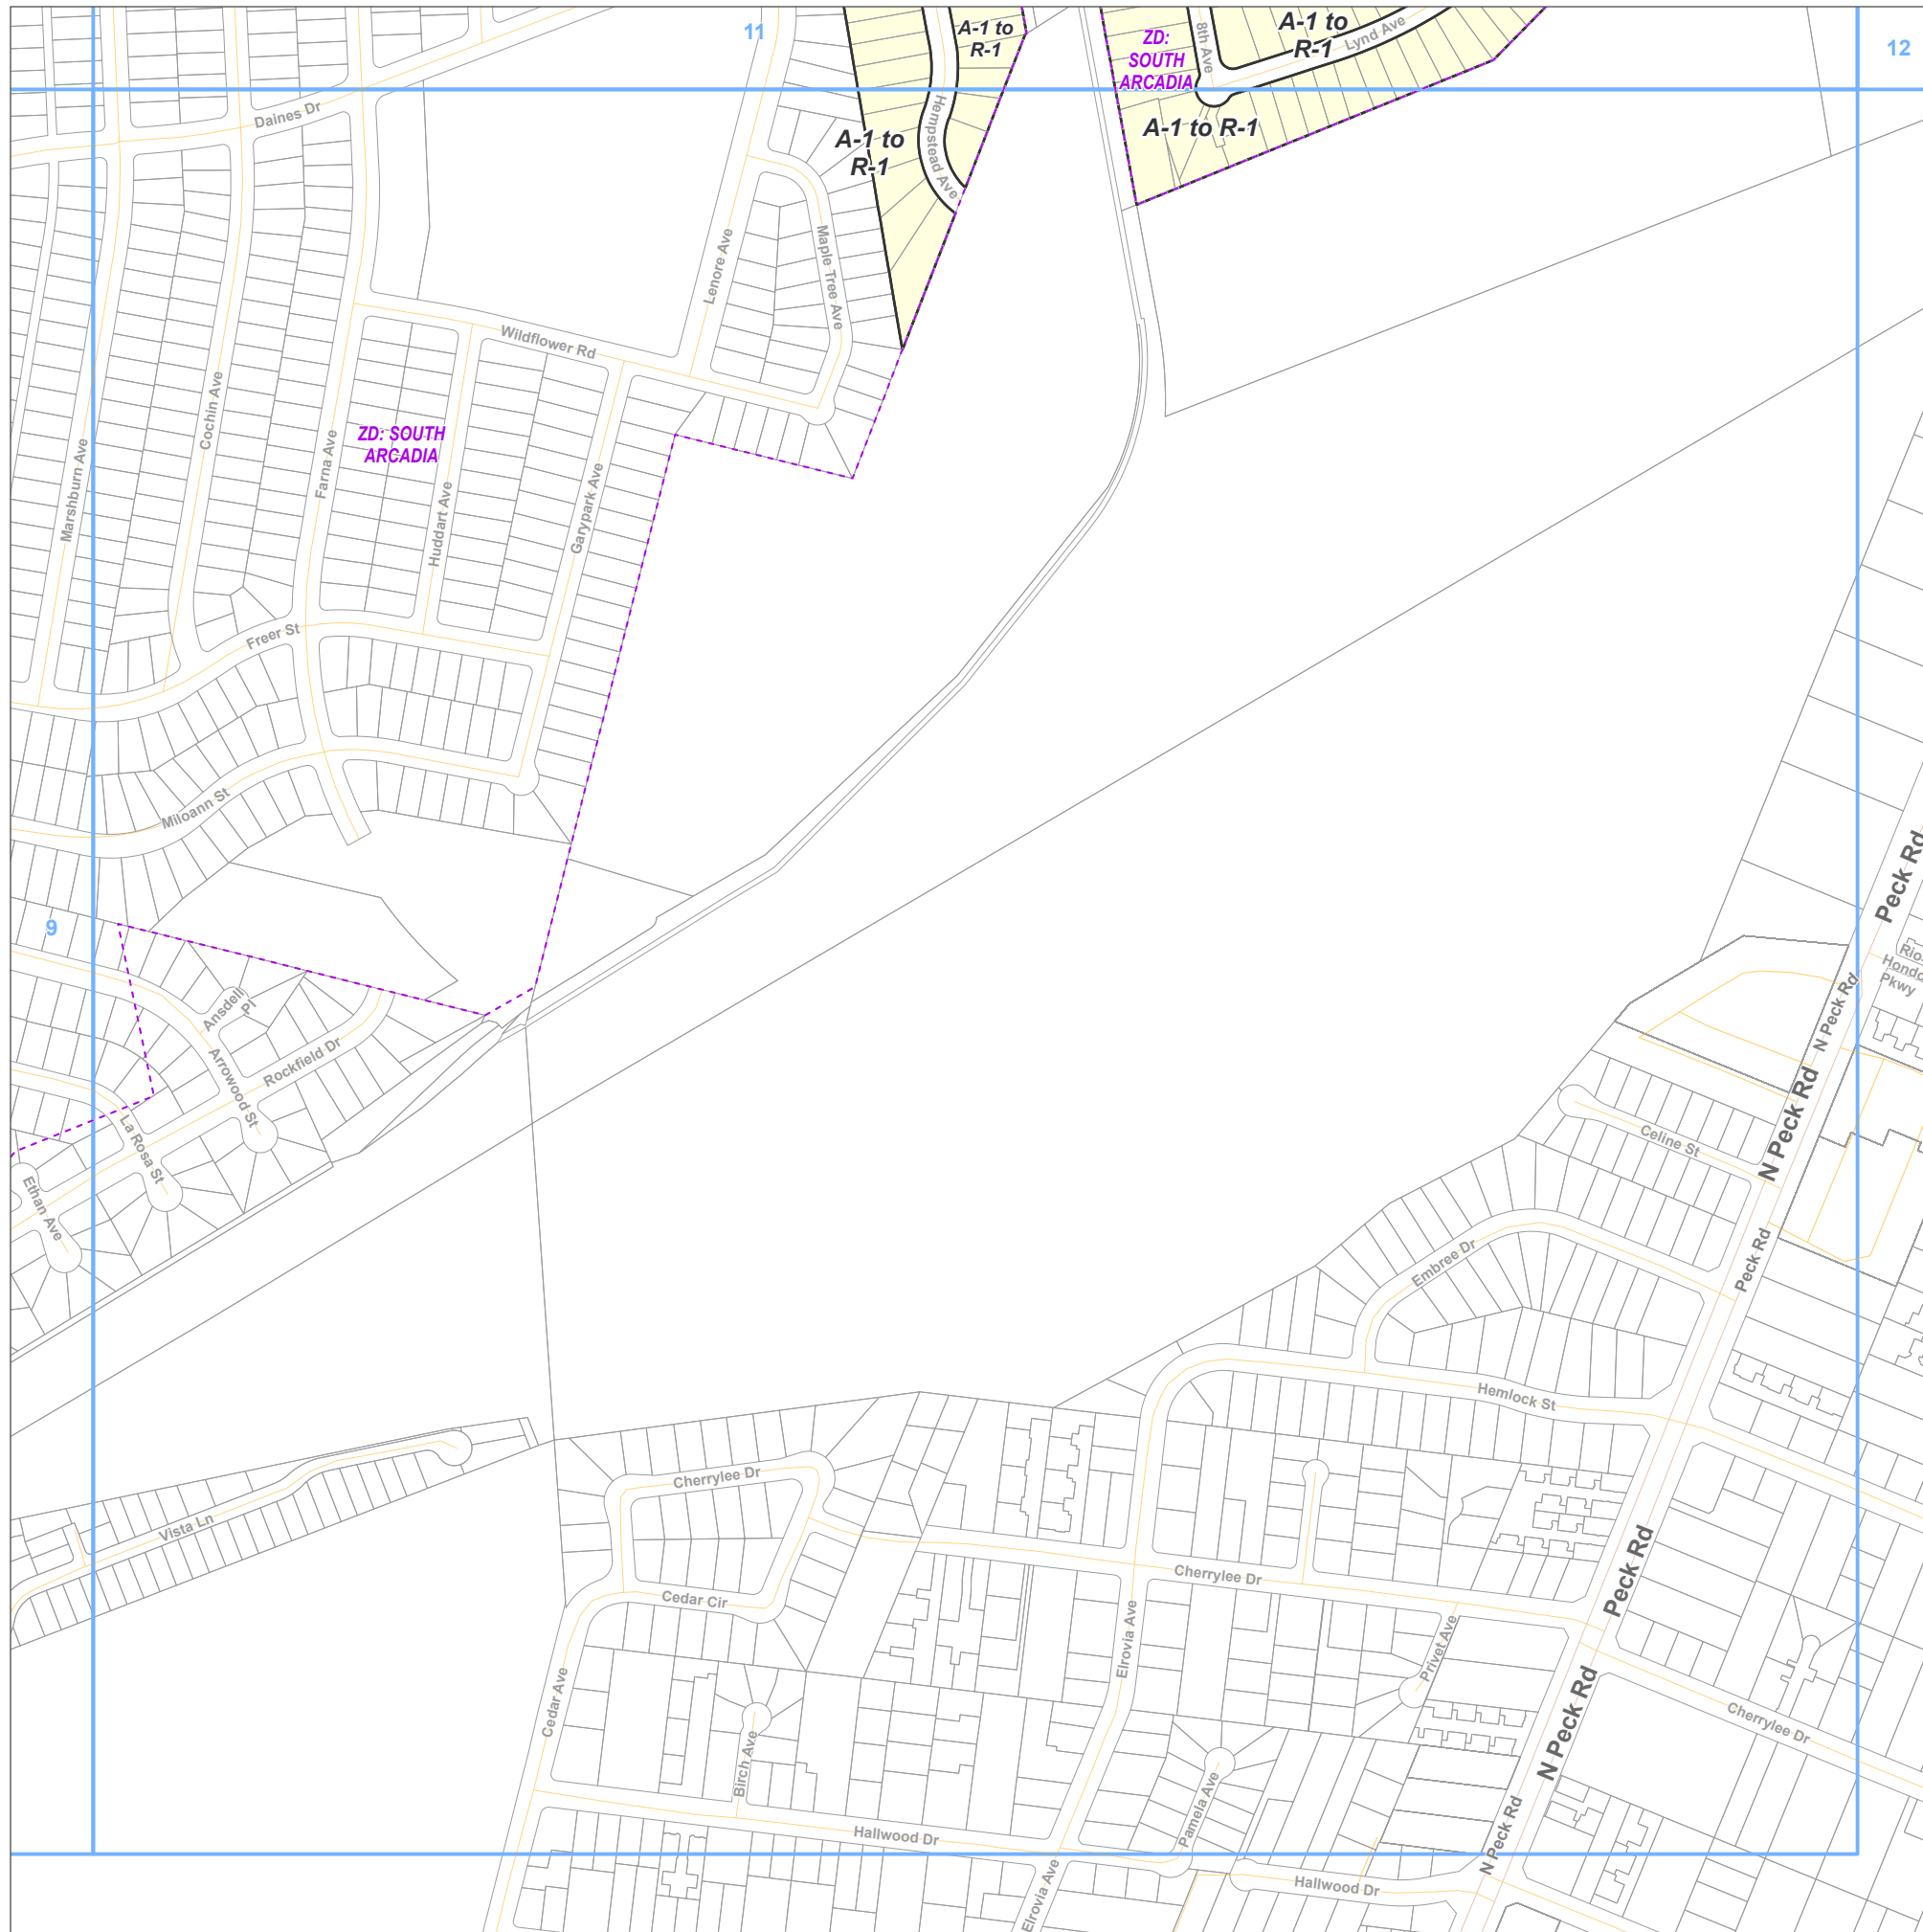 11
A-1 to
R-1
ZD:
SOUTH
ARCADIA
8th Ave
A-1 to
R-1
Lynd Ave
12
Daines Dr
A-1 to
R-1
Hempstead Ave
A-1 to R-1
Lenore Ave
Maple Tree Ave
Wildflower Rd
Marshburn Ave
Cochin Ave
Farna Ave
ZD: SOUTH
ARCADIA
Huddart Ave
Garypark Ave
Freer St
Miloann St
Peck Rd
9
Rio
Hondo
Pkwy
Ansdell
Pl
Arrowood St
Rockfield Dr
N Peck Rd
N Peck Rd
La Rosa St
Ethan Ave
Celine St
Embree Dr
Peck Rd
Hemlock St
Cherrylee Dr
Vista Ln
Cedar Cir
Cherrylee Dr
Peck Rd
Elrovia Ave
Privet Ave
Cedar Ave
Birch Ave
N Peck Rd
Cherrylee Dr
Pamela Ave
Hallwood Dr
N Peck Rd
Elrovia Ave
Hallwood Dr